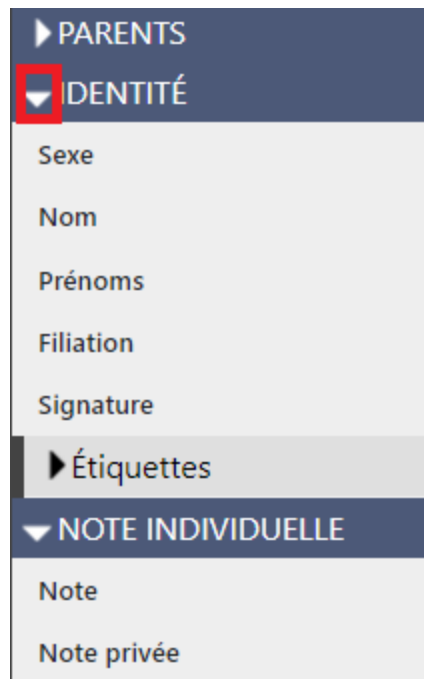 PARENTS
IDENTITÉ
Sexe
Nom
Prénoms
Filiation
Signature
Étiquettes
NOTE INDIVIDUELLE
Note
Note privée